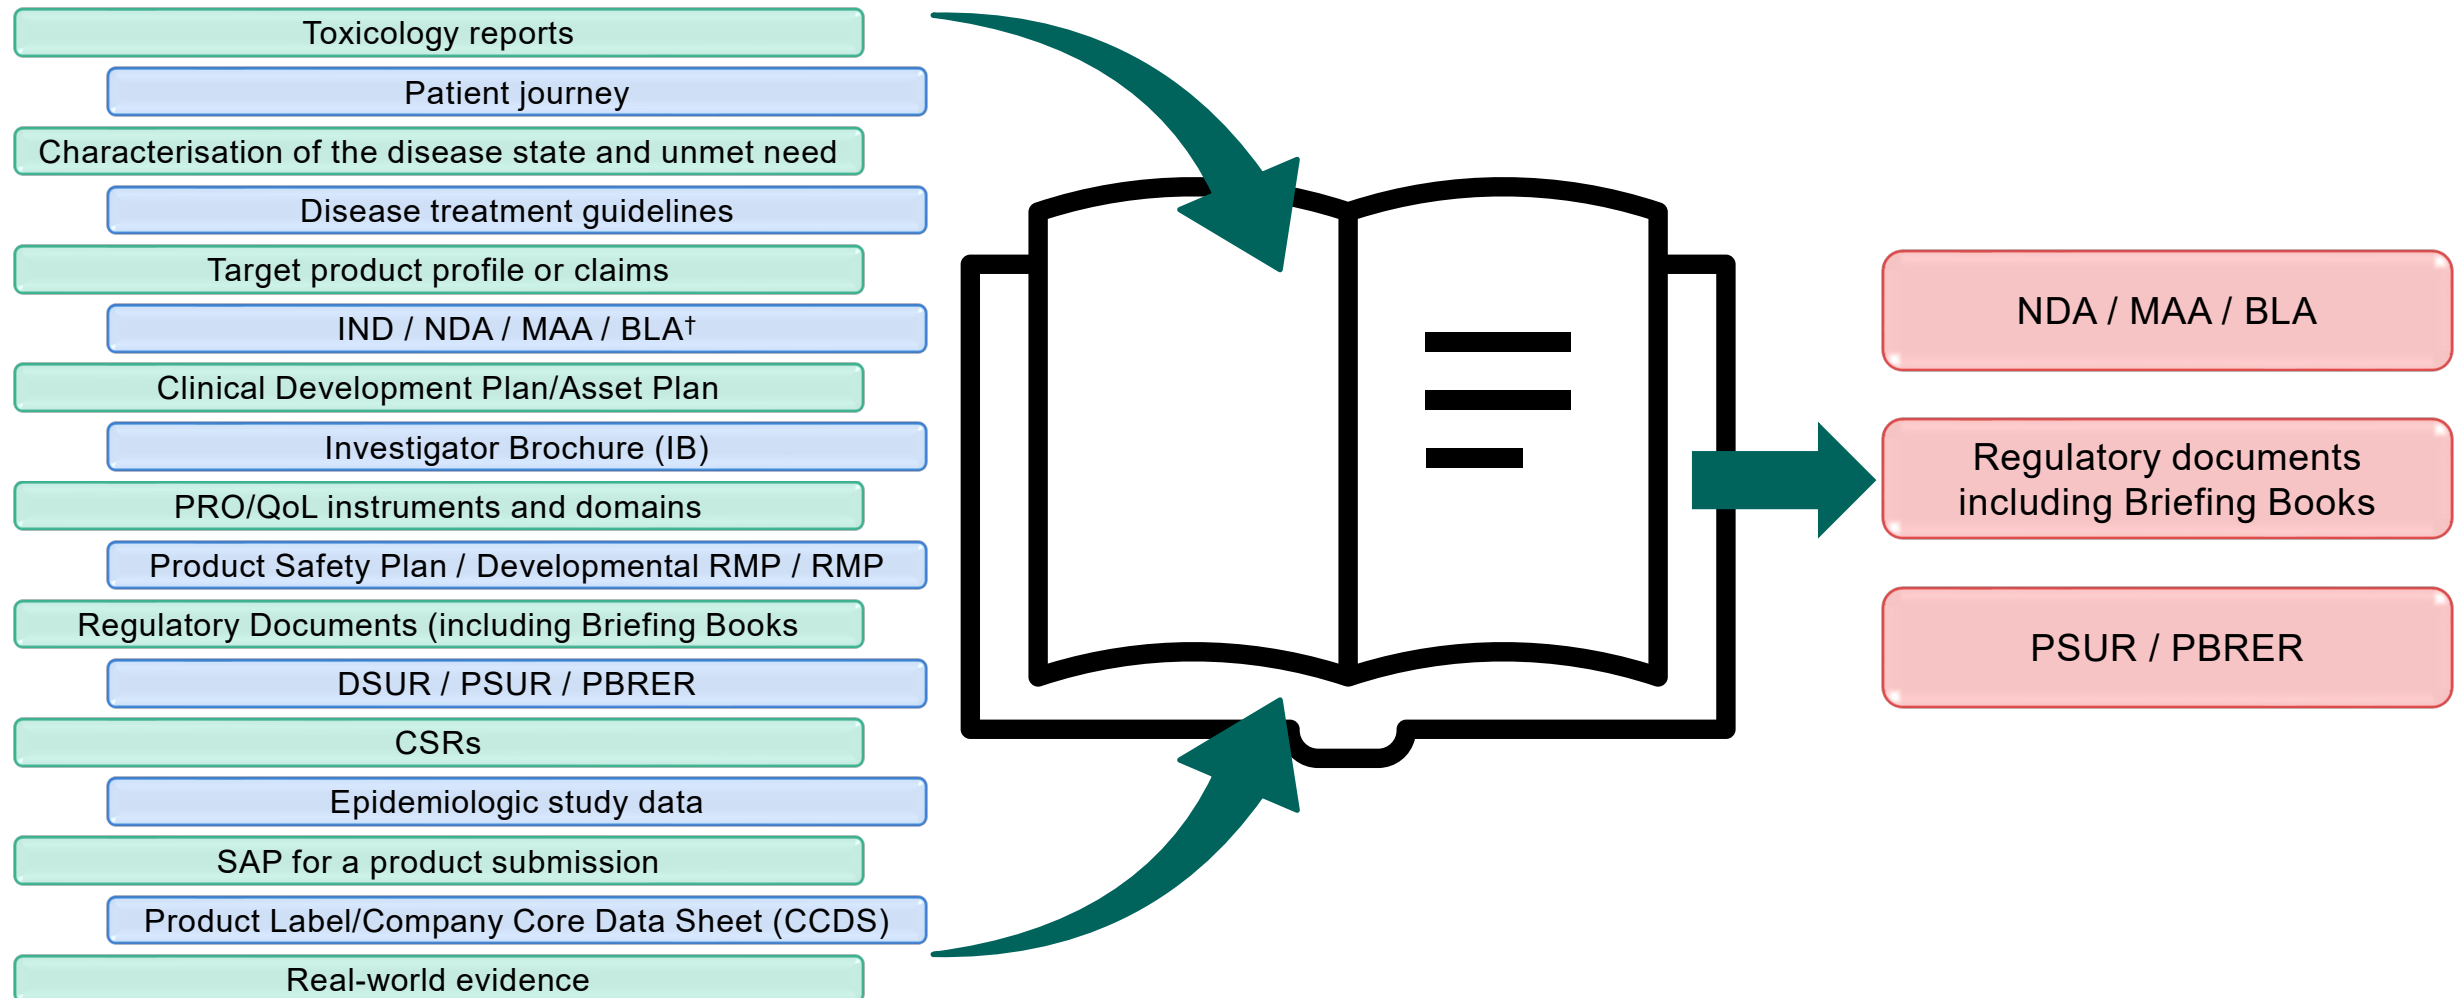 Toxicology reports
Patient journey
Characterisation of the disease state and unmet need
Disease treatment guidelines
Target product profile or claims
IND / NDA / MAA / BLA†
Clinical Development Plan/Asset Plan
Investigator Brochure (IB)
PRO/QoL instruments and domains
Product Safety Plan / Developmental RMP / RMP
Regulatory Documents (including Briefing Books
DSUR / PSUR / PBRER
CSRs
Epidemiologic study data
SAP for a product submission
Product Label/Company Core Data Sheet (CCDS)
Real-world evidence
NDA / MAA / BLA
Regulatory documents
including Briefing Books
PSUR / PBRER